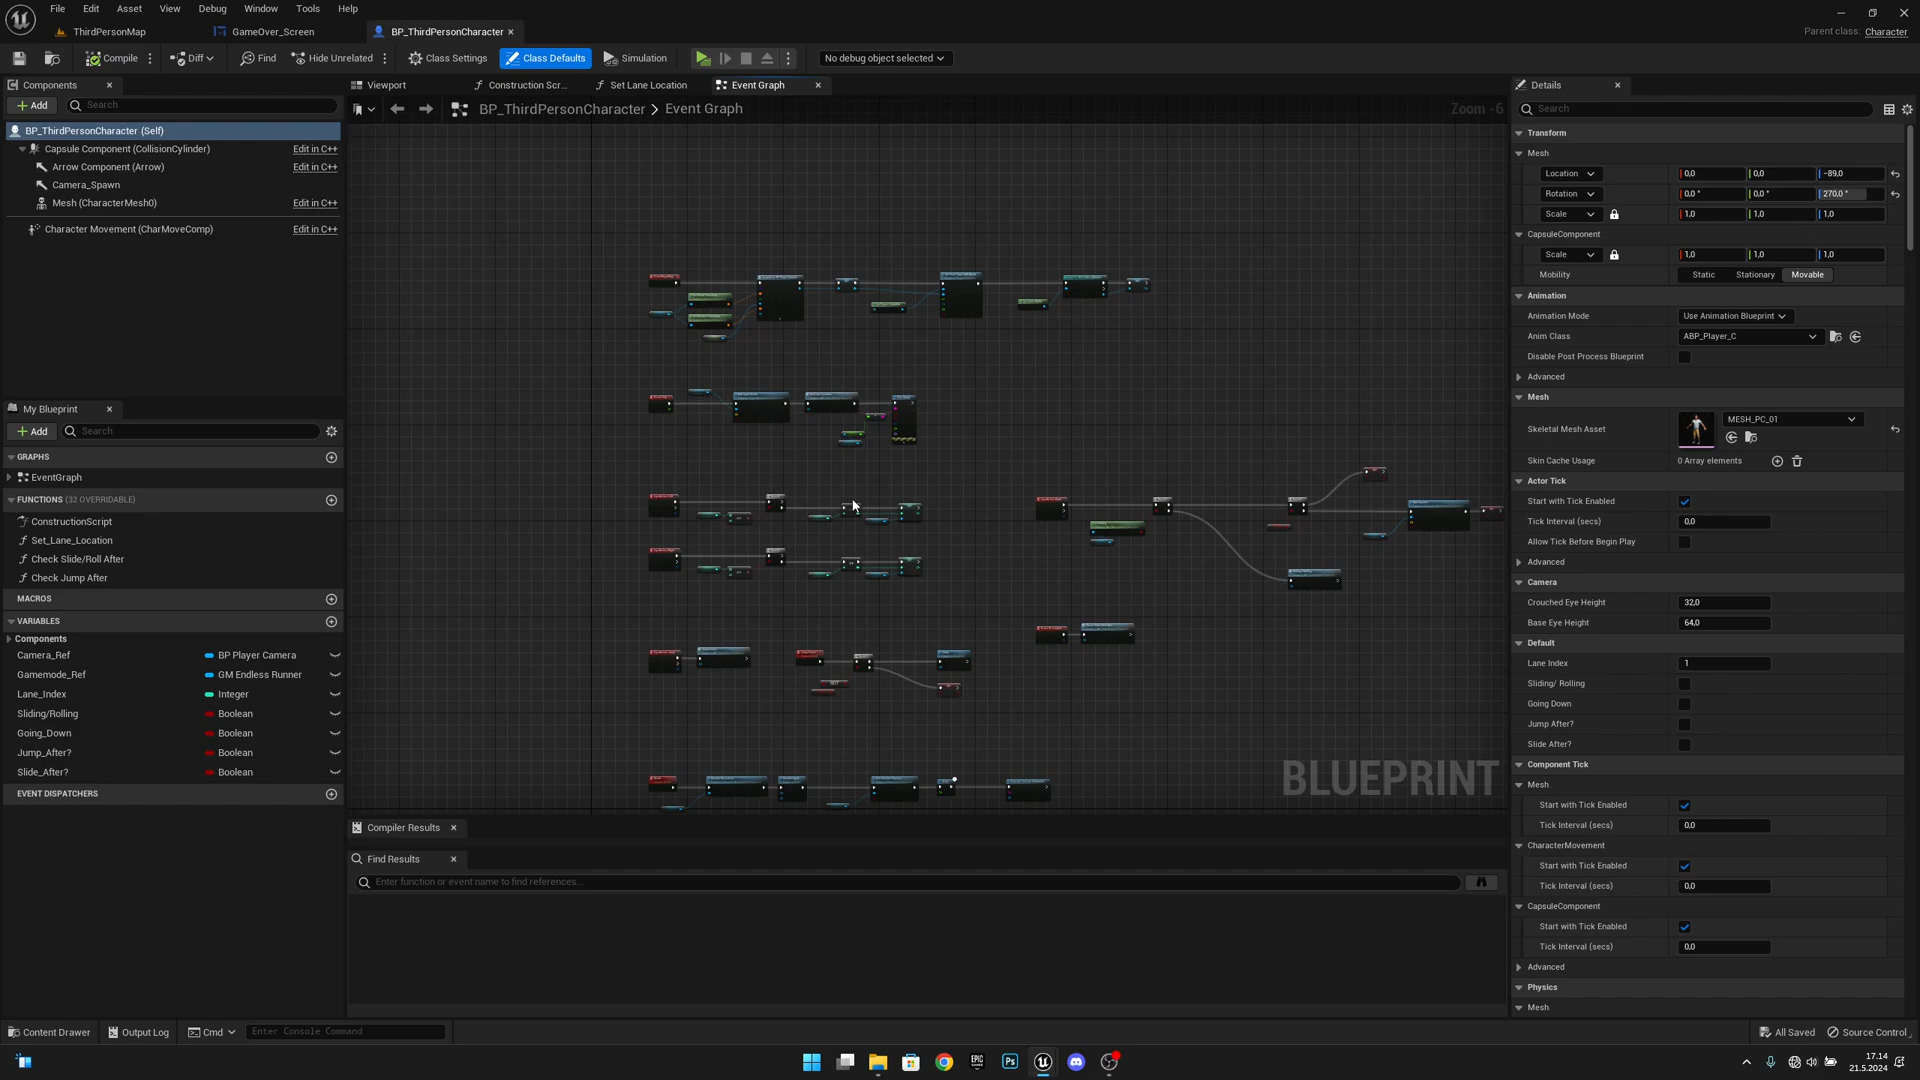 File Edit Asset View Debug Window Tools Help
ThirdPersonMap GameOver_Screen BP_ThirdPersonCharacter
Parent class: Character
Compile Diff Find Hide Unrelated Class Settings Class Defaults Simulation No debug object selected
Components
Add Search
BP_ThirdPersonCharacter (Self)
Capsule Component (CollisionCylinder) Edit in C++
Arrow Component (Arrow) Edit in C++
Camera_Spawn
Mesh (CharacterMesh0) Edit in C++
Character Movement (CharMoveComp) Edit in C++
My Blueprint
Add Search
GRAPHS
EventGraph
FUNCTIONS (32 OVERRIDABLE)
ConstructionScript
Set_Lane_Location
Check Slide/Roll After
Check Jump After
MACROS
VARIABLES
Components
Camera_Ref BP Player Camera
Gamemode_Ref GM Endless Runner
Lane_Index Integer
Sliding/Rolling Boolean
Going_Down Boolean
Jump_After? Boolean
Slide_After? Boolean
EVENT DISPATCHERS
Viewport Construction Scr... Set Lane Location Event Graph
BP_ThirdPersonCharacter > Event Graph
Zoom -6
BLUEPRINT
Compiler Results
Find Results
Enter function or event name to find references...
Details
Search
Transform
Mesh
Location 0,0 0,0 -89,0
Rotation 0,0 ° 0,0 ° 270,0 °
Scale 1,0 1,0 1,0
CapsuleComponent
Scale 1,0 1,0 1,0
Mobility Static Stationary Movable
Animation
Animation Mode Use Animation Blueprint
Anim Class ABP_Player_C
Disable Post Process Blueprint
Advanced
Mesh
Skeletal Mesh Asset MESH_PC_01
Skin Cache Usage 0 Array elements
Actor Tick
Start with Tick Enabled
Tick Interval (secs) 0,0
Allow Tick Before Begin Play
Advanced
Camera
Crouched Eye Height 32,0
Base Eye Height 64,0
Default
Lane Index 1
Sliding/ Rolling
Going Down
Jump After?
Slide After?
Component Tick
Mesh
Start with Tick Enabled
Tick Interval (secs) 0,0
CharacterMovement
Start with Tick Enabled
Tick Interval (secs) 0,0
CapsuleComponent
Start with Tick Enabled
Tick Interval (secs) 0,0
Advanced
Physics
Mesh
Content Drawer Output Log Cmd Enter Console Command
All Saved Source Control
17.14
21.5.2024